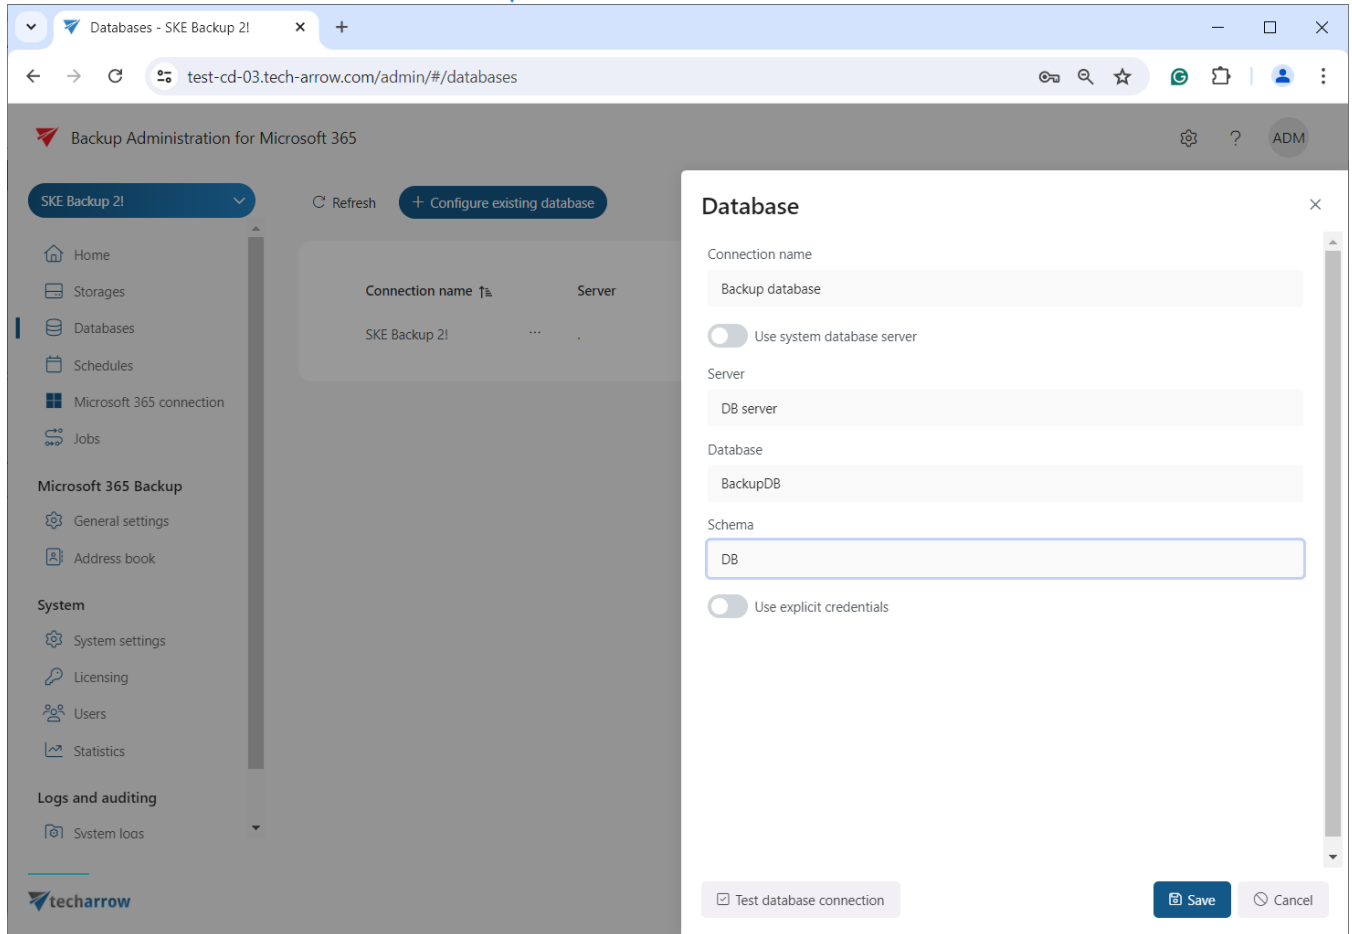 Databases - SKE Backup 2!
test-cd-03.tech-arrow.com/admin/#/databases
Backup Administration for Microsoft 365
? ADM
SKE Backup 2!
Refresh
+ Configure existing database
Home
Storages
Databases
Schedules
Microsoft 365 connection
Jobs
Microsoft 365 Backup
General settings
Address book
System
System settings
Licensing
Users
Statistics
Logs and auditing
System logs
techarrow
Connection name Server
SKE Backup 2! ... .
Database
Connection name
Backup database
Use system database server
Server
DB server
Database
BackupDB
Schema
DB
Use explicit credentials
Test database connection
Save
Cancel